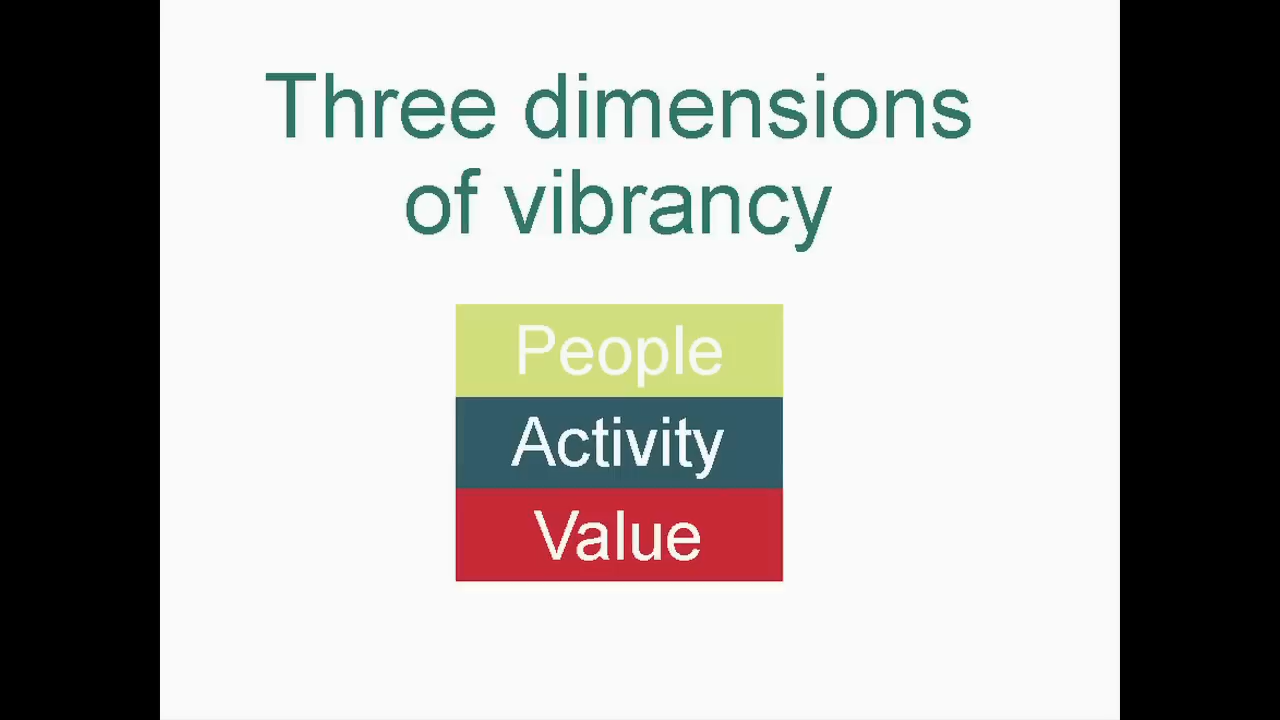 Three dimensions
of vibrancy
People
Activity
Value